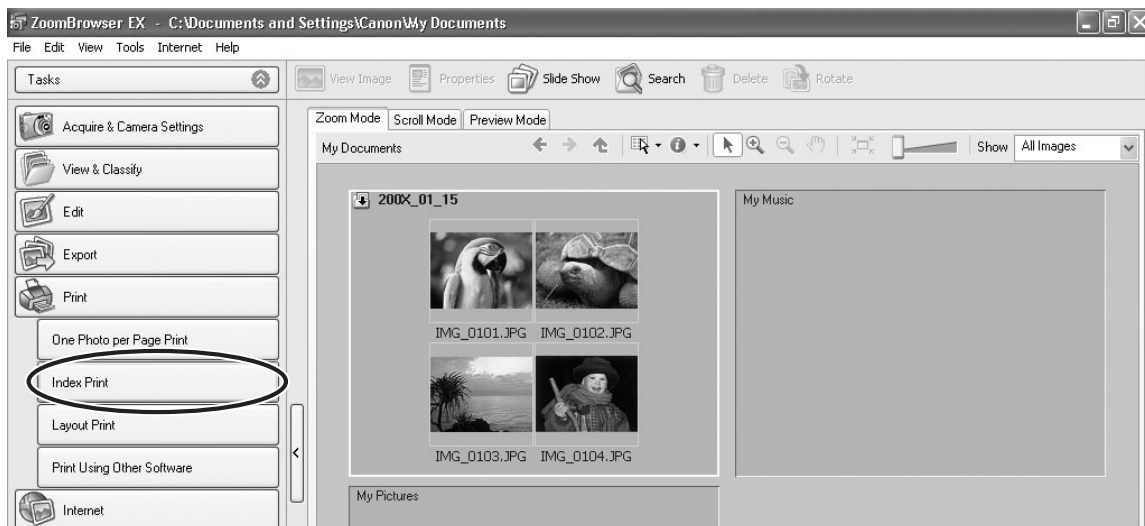 ZoomBrowser EX - C:\Documents and Settings\Canon\My Documents
File Edit View Tools Internet Help
Tasks
View Image Properties Slide Show Search Delete Rotate
Acquire & Camera Settings
View & Classify
Edit
Export
Print
One Photo per Page Print
Index Print
Layout Print
Print Using Other Software
Internet
Zoom Mode Scroll Mode Preview Mode
My Documents Show All Images
200X_01_15
IMG_0101.JPG IMG_0102.JPG
IMG_0103.JPG IMG_0104.JPG
My Music
My Pictures